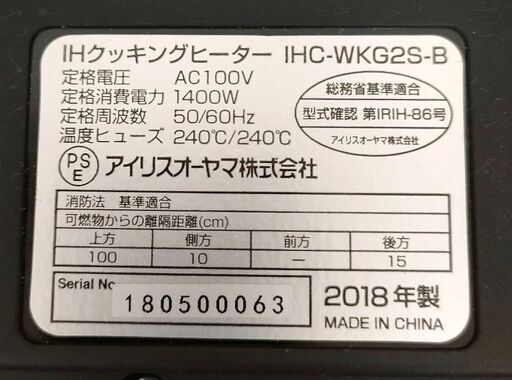 IHクッキングヒーター IHC-WKG2S-B
定格電圧 AC100V
定格消費電力 1400W
定格周波数 50/60Hz
温度ヒューズ 240℃/240℃
総務省基準適合
型式確認 第IRIH-86号
アイリスオーヤマ株式会社
PS
E
アイリスオーヤマ株式会社
消防法 基準適合
可燃物からの離隔距離(cm)
上方 側方 前方 後方
100 10 ー 15
Serial No
180500063
2018年製
MADE IN CHINA